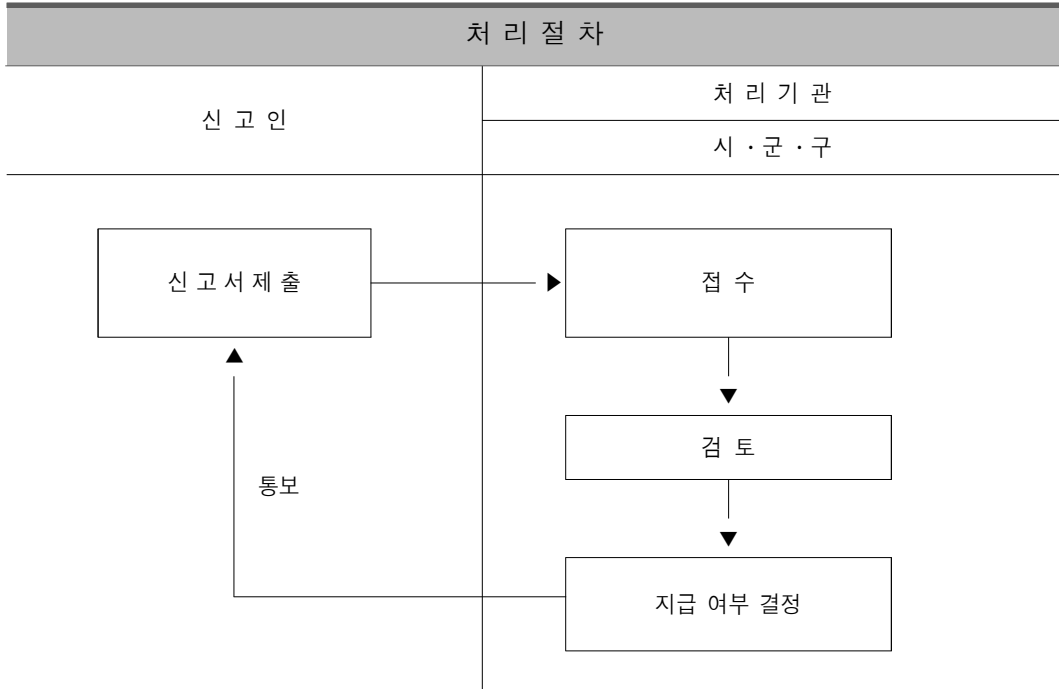 처 리 절 차
신 고 인
처 리 기 관
시 · 군 · 구
신 고 서 제 출
접 수
검 토
통보
지급 여부 결정